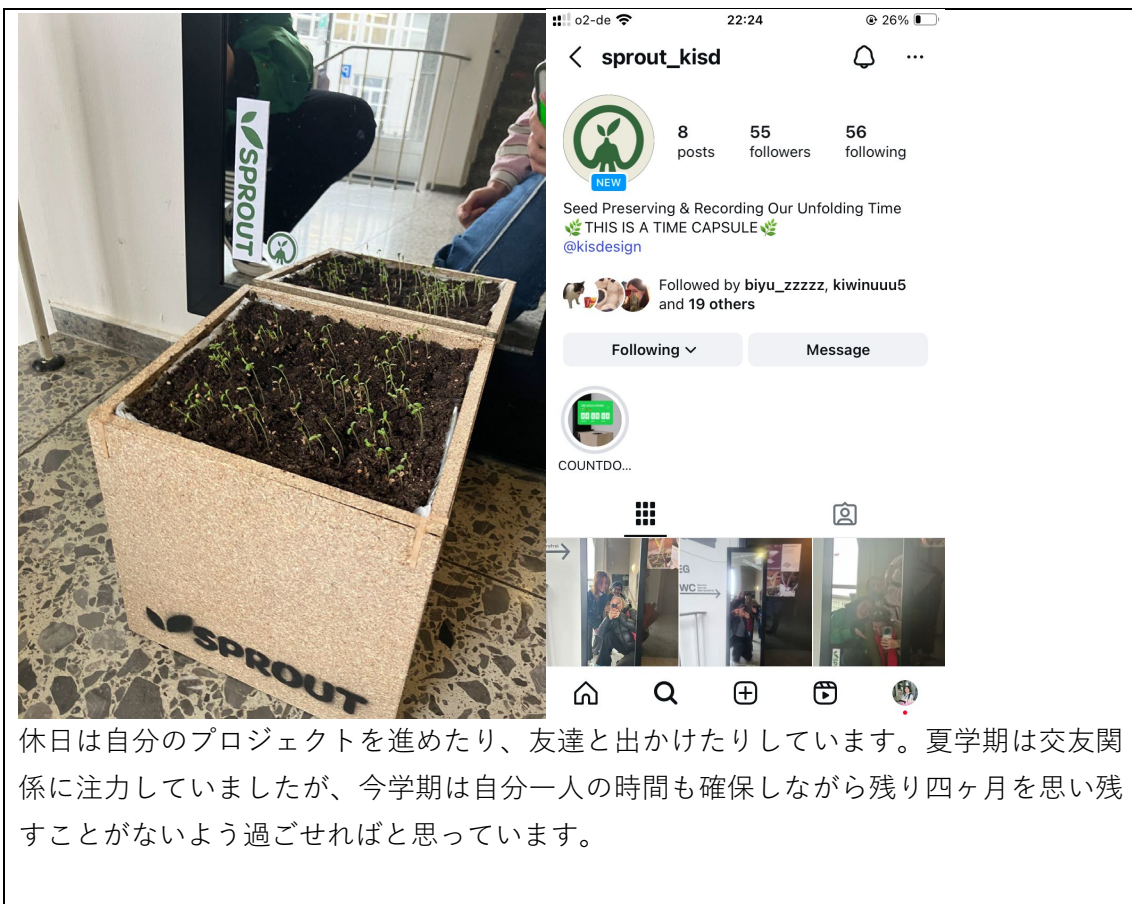 SPROUT
SPROUT
o2-de 22:24 26%
sprout_kisd
8 55 56
posts followers following
NEW
Seed Preserving & Recording Our Unfolding Time
🌿THIS IS A TIME CAPSULE🌿
@kisdesign
Followed by biyu_zzzzz, kiwinuuu5
and 19 others
Following Message
COUNTDO...
EG
WC
休日は自分のプロジェクトを進めたり、友達と出かけたりしています。夏学期は交友関
係に注力していましたが、今学期は自分一人の時間も確保しながら残り四ヶ月を思い残
すことがないよう過ごせればと思っています。